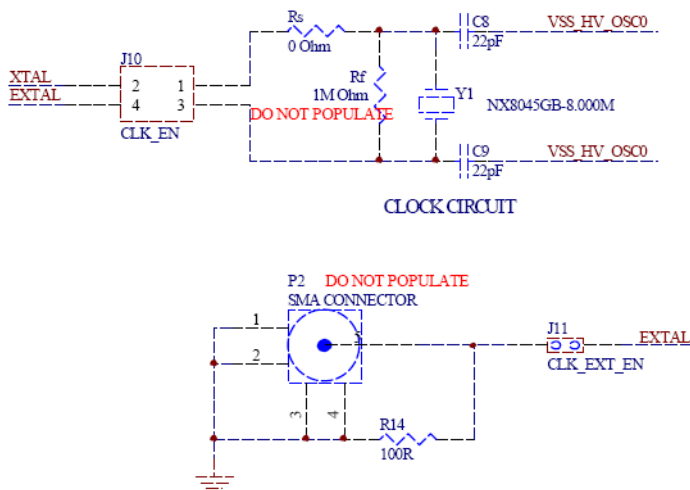 Rs
0 Ohm
C8
22pF
VSS_HV_OSC0
J10
XTAL
2 1
EXTAL
4 3
CLK_EN
Rf
1M Ohm
DO NOT POPULATE
Y1
NX8045GB-8.000M
C9
22pF
VSS_HV_OSC0
CLOCK CIRCUIT
P2 DO NOT POPULATE
SMA CONNECTOR
1
2
5
3
4
J11
EXTAL
CLK_EXT_EN
R14
100R